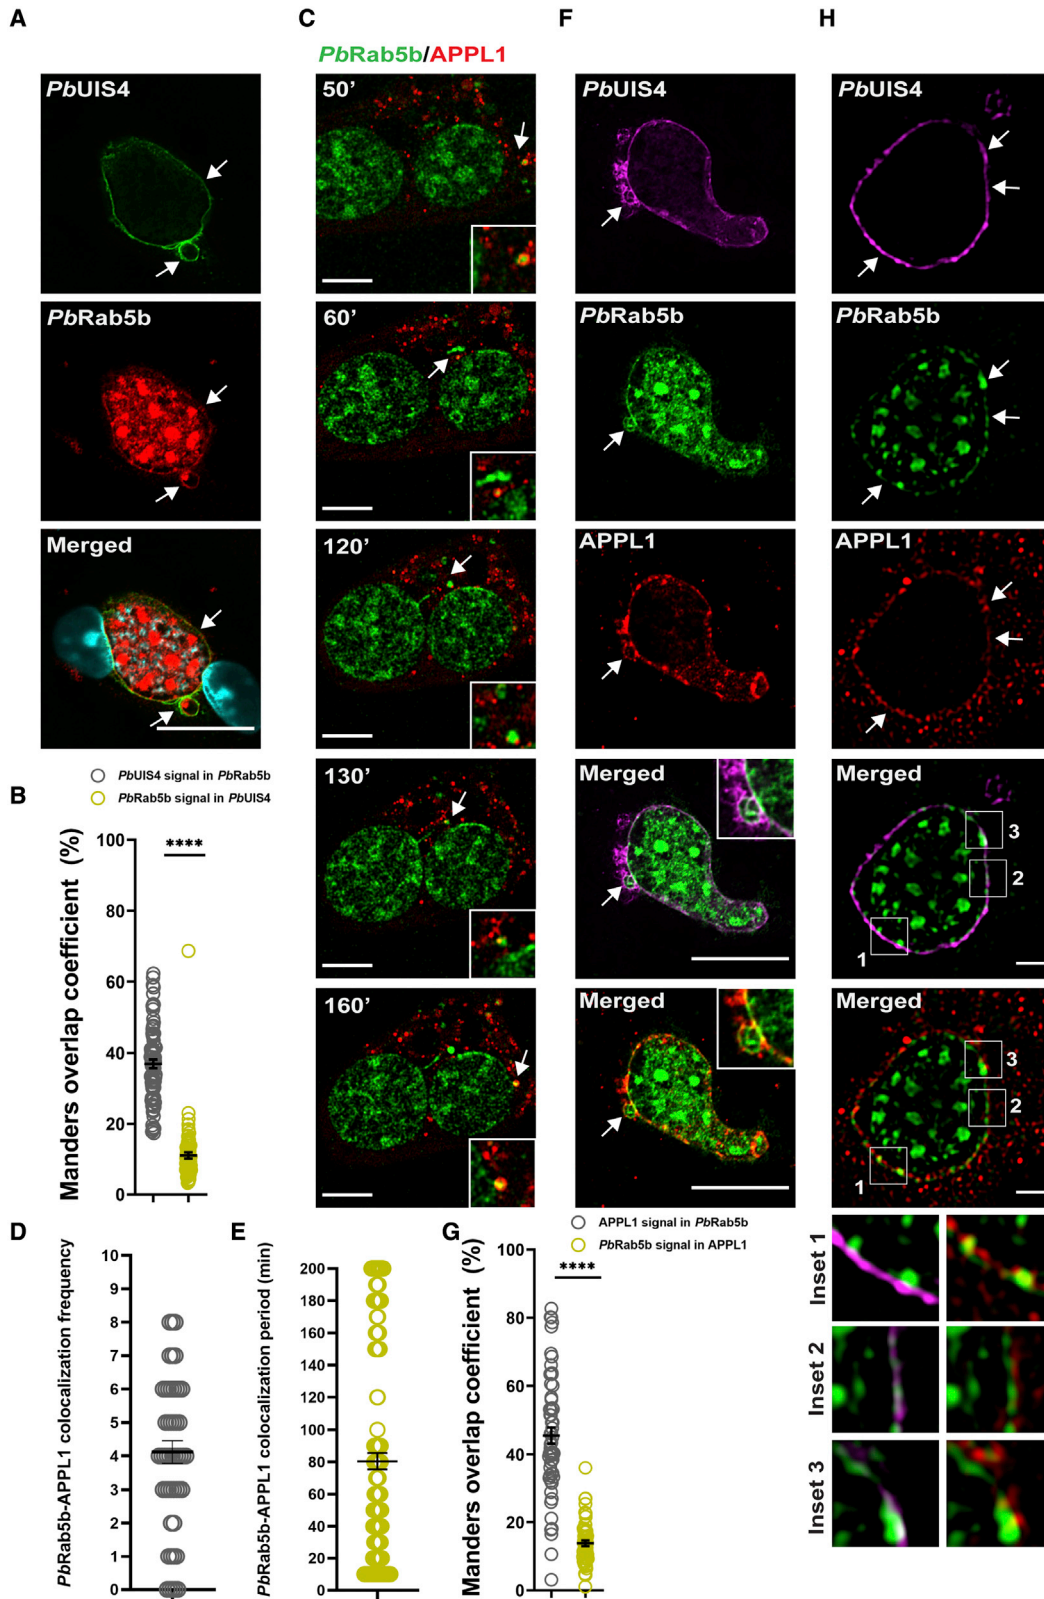 A
C
F
H
PbRab5b/APPL1
PbUIS4
PbRab5b
Merged
50’
60’
120’
130’
160’
PbUIS4
PbRab5b
APPL1
Merged
Merged
PbUIS4
PbRab5b
APPL1
Merged
3
2
1
Merged
3
2
1
Inset 1
Inset 2
Inset 3
B
PbUIS4 signal in PbRab5b
PbRab5b signal in PbUIS4
Manders overlap coefficient (%)
****
100
80
60
40
20
0
D
PbRab5b-APPL1 colocalization frequency
10
9
8
7
6
5
4
3
2
1
0
E
PbRab5b-APPL1 colocalization period (min)
200
180
160
140
120
100
80
60
40
20
0
G
APPL1 signal in PbRab5b
PbRab5b signal in APPL1
Manders overlap coefficient (%)
****
100
80
60
40
20
0